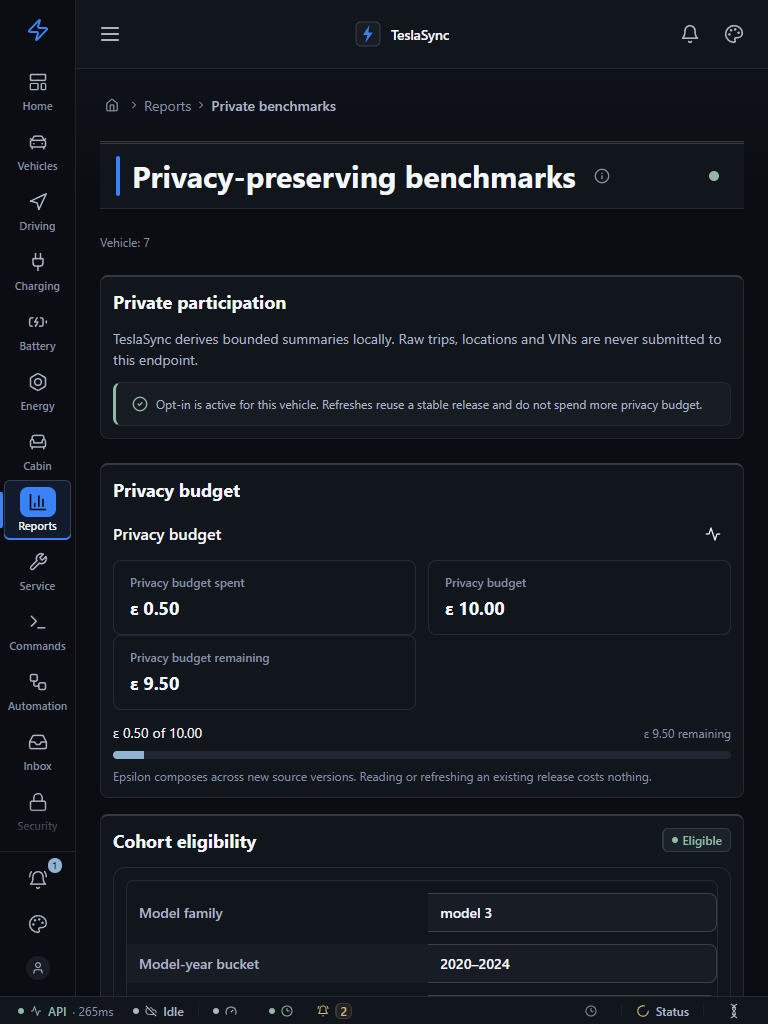 TeslaSync
Home
Vehicles
Driving
Charging
Battery
Energy
Cabin
Reports
Service
Commands
Automation
Inbox
Security
1
Reports
Private benchmarks
Privacy-preserving benchmarks
Vehicle: 7
Private participation
TeslaSync derives bounded summaries locally. Raw trips, locations and VINs are never submitted to
this endpoint.
Opt-in is active for this vehicle. Refreshes reuse a stable release and do not spend more privacy budget.
Privacy budget
Privacy budget
Privacy budget spent
ε 0.50
Privacy budget
ε 10.00
Privacy budget remaining
ε 9.50
ε 0.50 of 10.00
ε 9.50 remaining
Epsilon composes across new source versions. Reading or refreshing an existing release costs nothing.
Cohort eligibility
Eligible
Model family
model 3
Model-year bucket
2020–2024
API · 265ms
Idle
2
Status